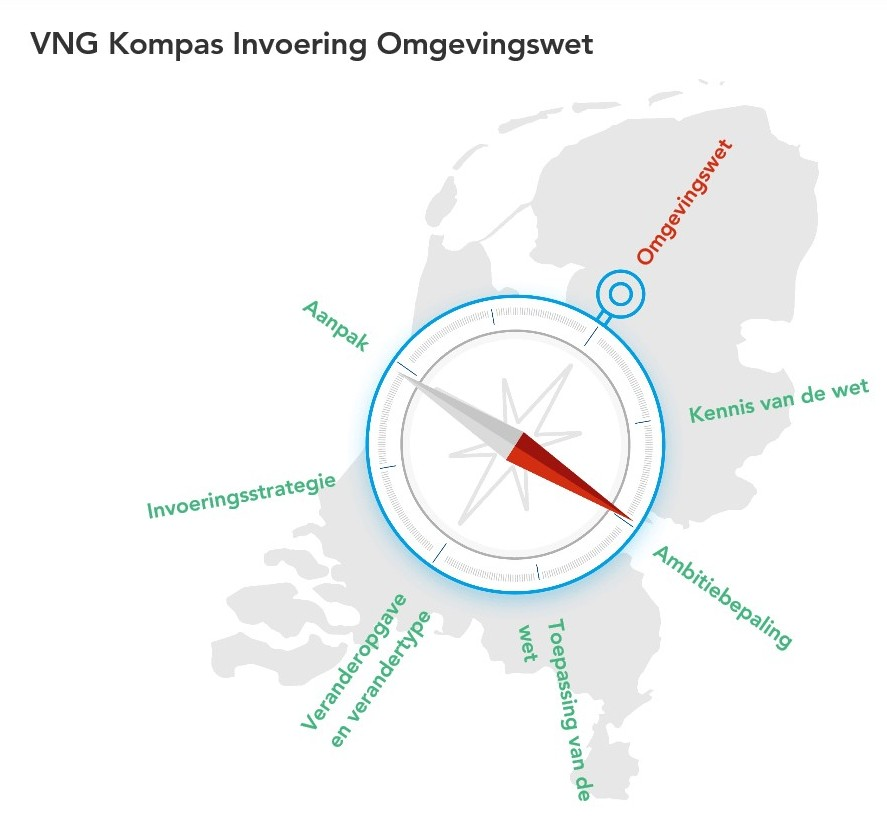 VNG Kompas Invoering Omgevingswet
Omgevingswet
Kennis van de wet
Ambitiebepaling
Toepassing van de
wet
Veranderopgave
en verandertype
Invoeringsstrategie
Aanpak